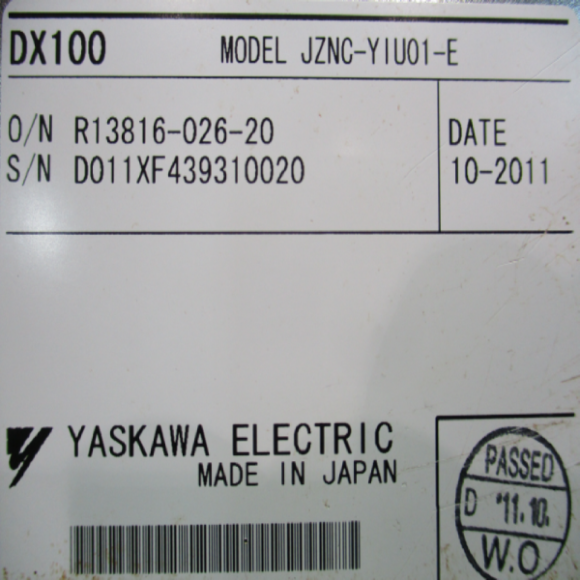 DX100 MODEL JZNC-YIU01-E
O/N R13816-026-20
S/N D011XF439310020
DATE
10-2011
YASKAWA ELECTRIC
MADE IN JAPAN
PASSED
D '11.10.
W.O